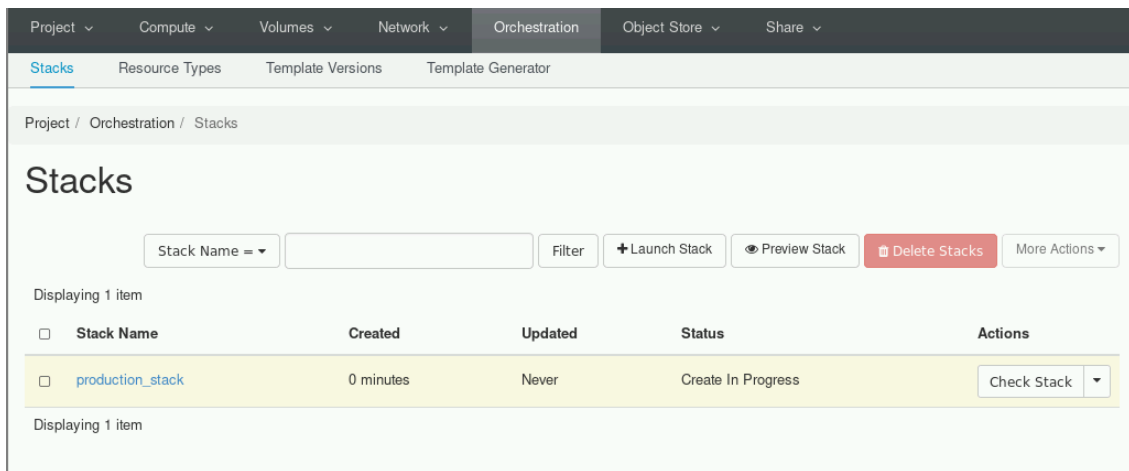 Project Compute Volumes Network Orchestration Object Store Share
Stacks Resource Types Template Versions Template Generator
Project / Orchestration / Stacks
Stacks
Stack Name = Filter +Launch Stack Preview Stack Delete Stacks More Actions
Displaying 1 item
Stack Name Created Updated Status Actions
production_stack 0 minutes Never Create In Progress Check Stack
Displaying 1 item